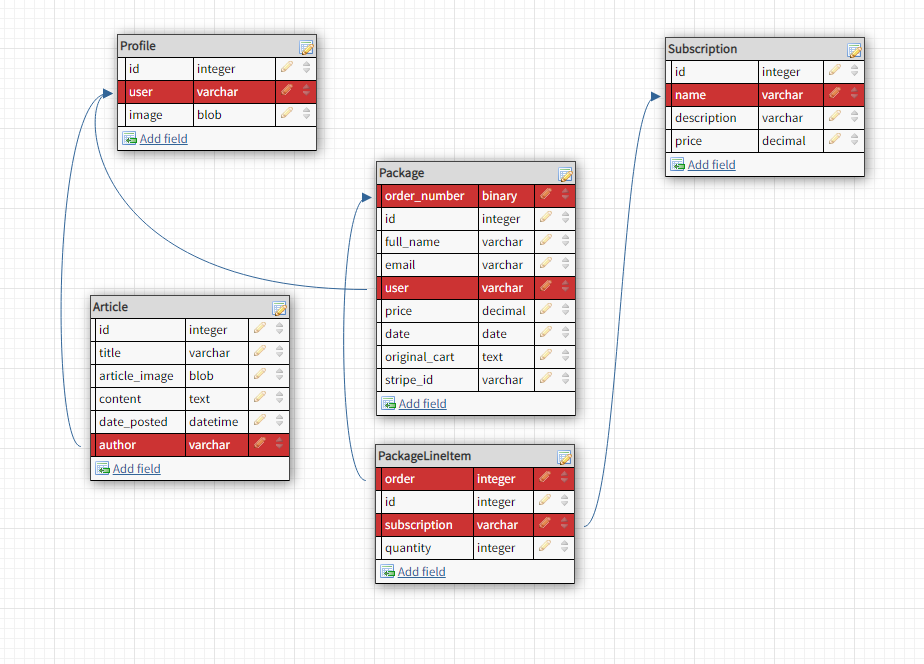 Profile
id integer
user varchar
image blob
Add field
Subscription
id integer
name varchar
description varchar
price decimal
Add field
Package
order_number binary
id integer
full_name varchar
email varchar
user varchar
price decimal
date date
original_cart text
stripe_id varchar
Add field
Article
id integer
title varchar
article_image blob
content text
date_posted datetime
author varchar
Add field
PackageLineItem
order integer
id integer
subscription varchar
quantity integer
Add field